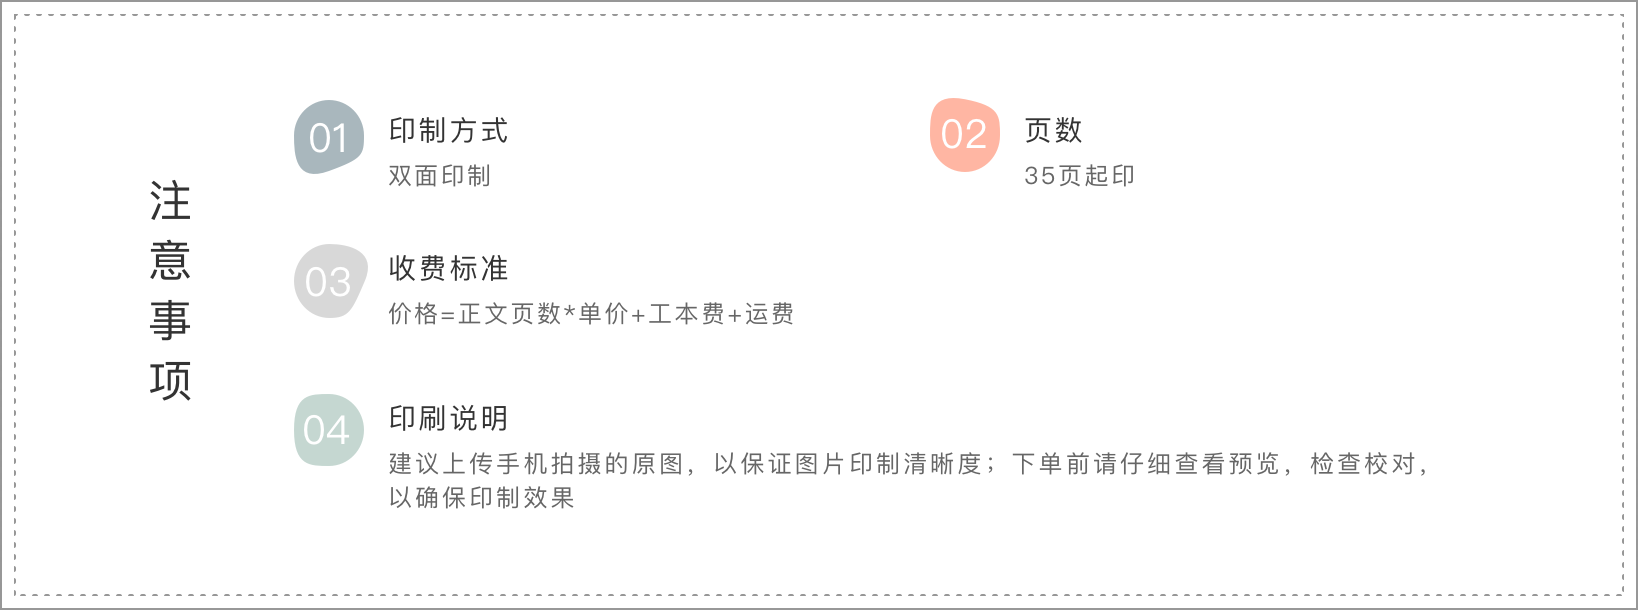 注意事项
01
印制方式
双面印制
02
页数
35页起印
03
收费标准
价格=正文页数*单价+工本费+运费
04
印刷说明
建议上传手机拍摄的原图，以保证图片印制清晰度；下单前请仔细查看预览，检查校对，
以确保印制效果